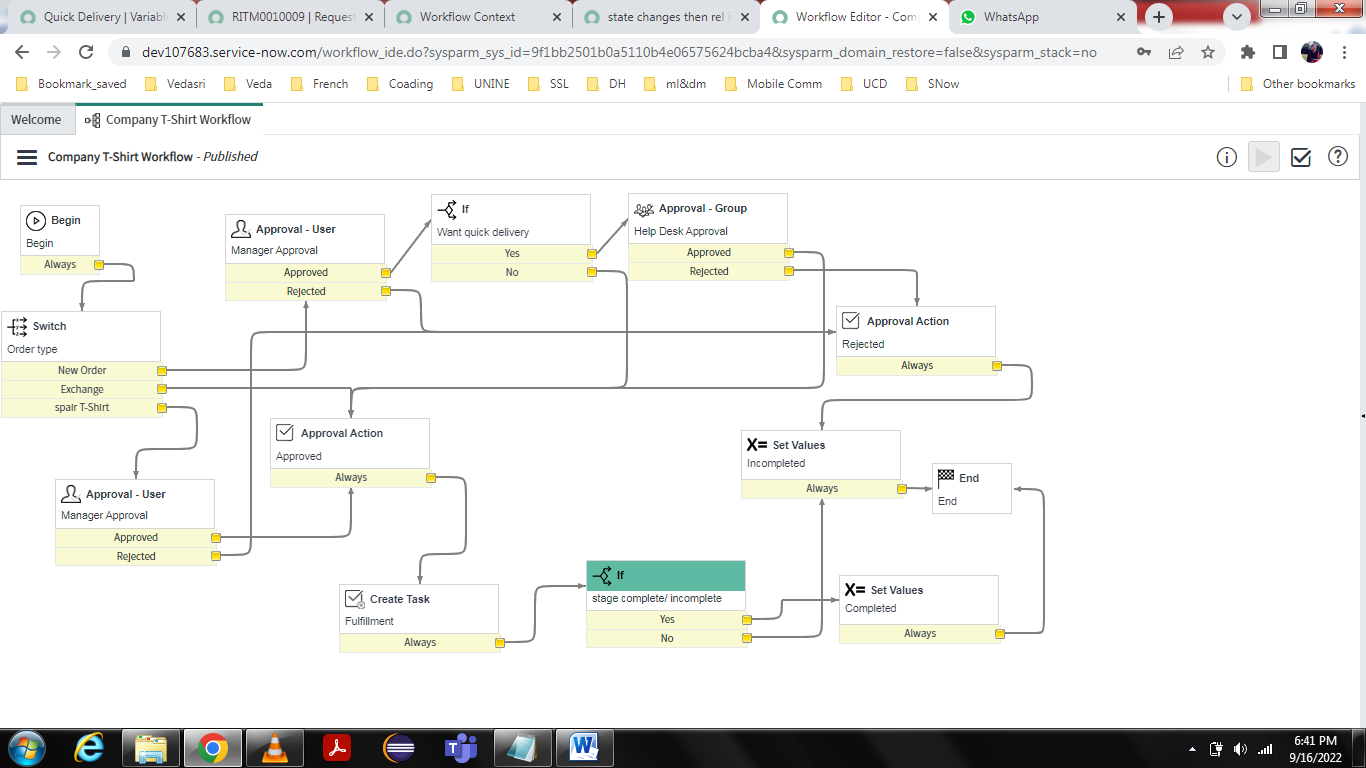 Quick Delivery | Variabl
RITM0010009 | Request
Workflow Context
state changes then rel i
Workflow Editor - Com
WhatsApp
dev107683.service-now.com/workflow_ide.do?sysparm_sys_id=9f1bb2501b0a5110b4e06575624bcba4&sysparm_domain_restore=false&sysparm_stack=no
Bookmark_saved
Vedasri
Veda
French
Coading
UNINE
SSL
DH
ml&dm
Mobile Comm
UCD
SNow
Other bookmarks
Welcome
Company T-Shirt Workflow
Company T-Shirt Workflow - Published
Begin
Begin
Always
Approval - User
Manager Approval
Approved
Rejected
If
Want quick delivery
Yes
No
Approval - Group
Help Desk Approval
Approved
Rejected
Switch
Order type
New Order
Exchange
spair T-Shirt
Approval Action
Rejected
Always
Approval Action
Approved
Always
Set Values
Incompleted
Always
End
End
Approval - User
Manager Approval
Approved
Rejected
Create Task
Fulfillment
Always
If
stage complete/ incomplete
Yes
No
X= Set Values
Completed
Always
6:41 PM
9/16/2022